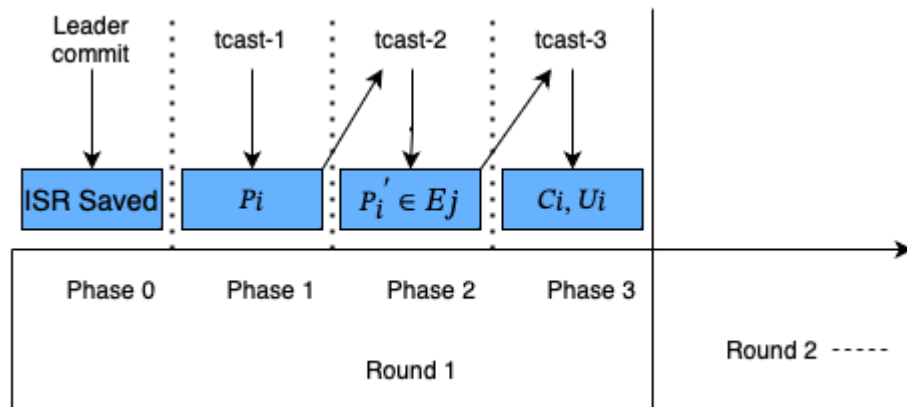 Leader
commit
tcast-1
tcast-2
tcast-3
ISR Saved
Pi
Pi′ ∈ Ej
Ci, Ui
Phase 0
Phase 1
Phase 2
Phase 3
Round 1
Round 2